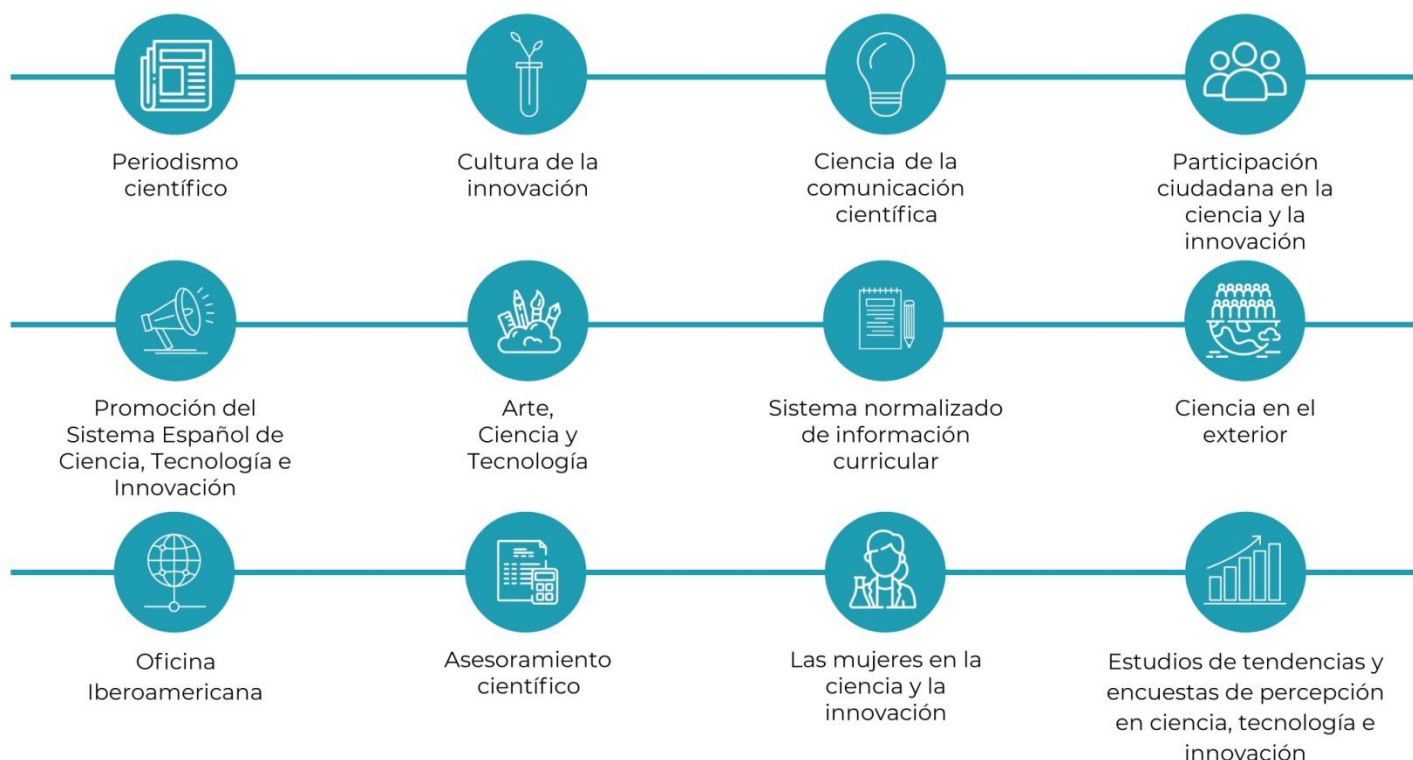 Periodismo
científico
Cultura de la
innovación
Ciencia de la
comunicación
científica
Participación
ciudadana en la
ciencia y la
innovación
Promoción del
Sistema Español de
Ciencia, Tecnología e
Innovación
Arte,
Ciencia y
Tecnología
Sistema normalizado
de información
curricular
Ciencia en el
exterior
Oficina
Iberoamericana
Asesoramiento
científico
Las mujeres en la
ciencia y la
innovación
Estudios de tendencias y
encuestas de percepción
en ciencia, tecnología e
innovación